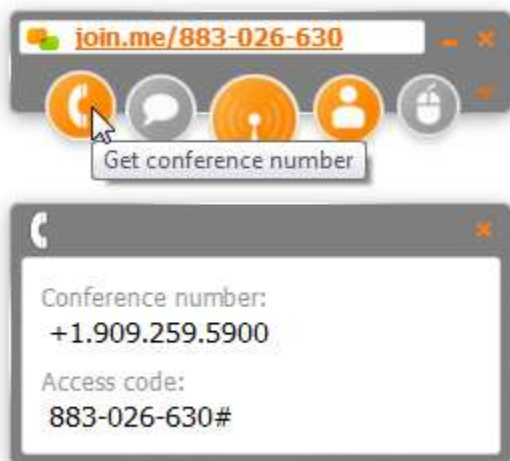 join.me/883-026-630
Get conference number
Conference number:
+1.909.259.5900
Access code:
883-026-630#